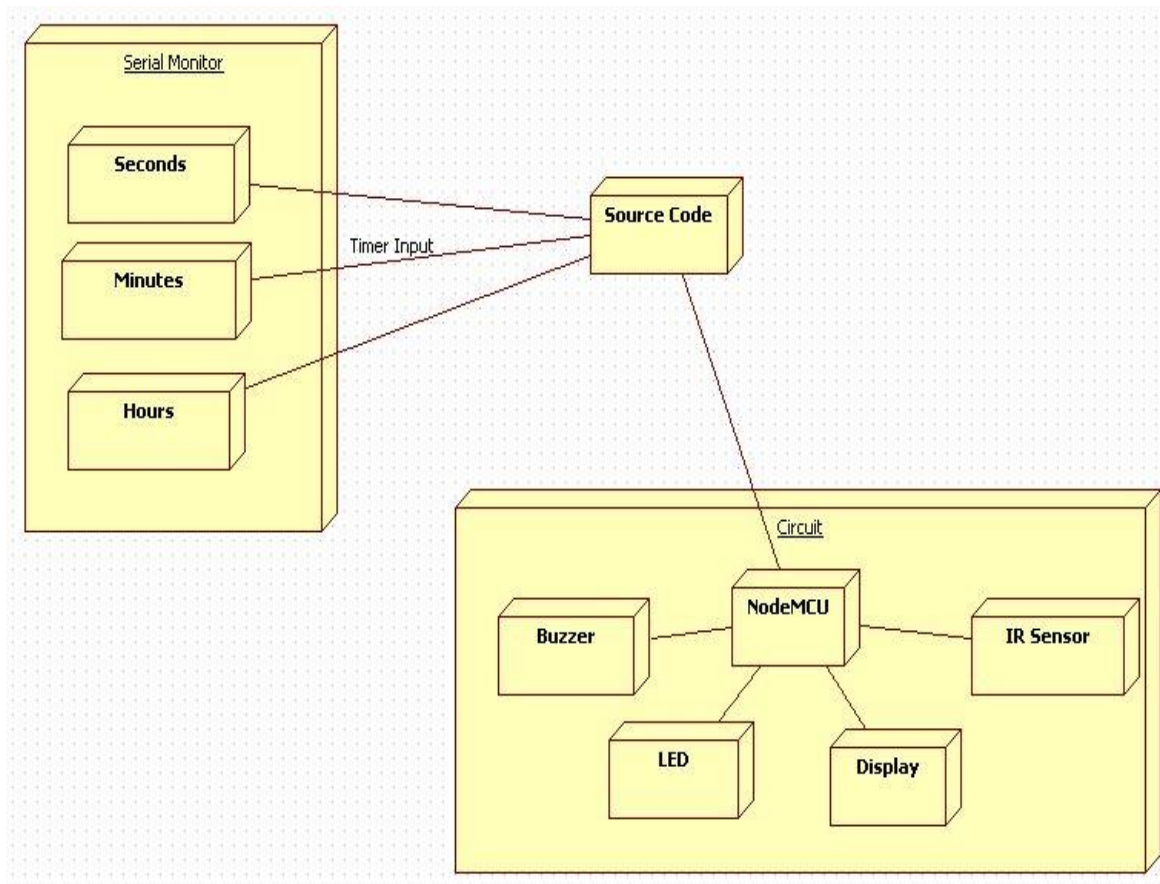 Serial Monitor
Seconds
Source Code
Timer Input
Minutes
Hours
Circuit
NodeMCU
Buzzer
IR Sensor
LED
Display